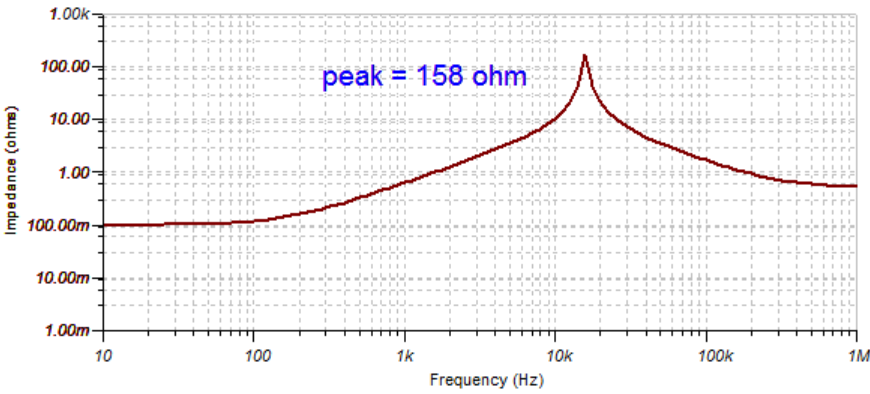 1.00k
100.00
peak = 158 ohm
10.00
1.00
100.00m
10.00m
1.00m
Impedance (ohms)
10 100 1k 10k 100k 1M
Frequency (Hz)